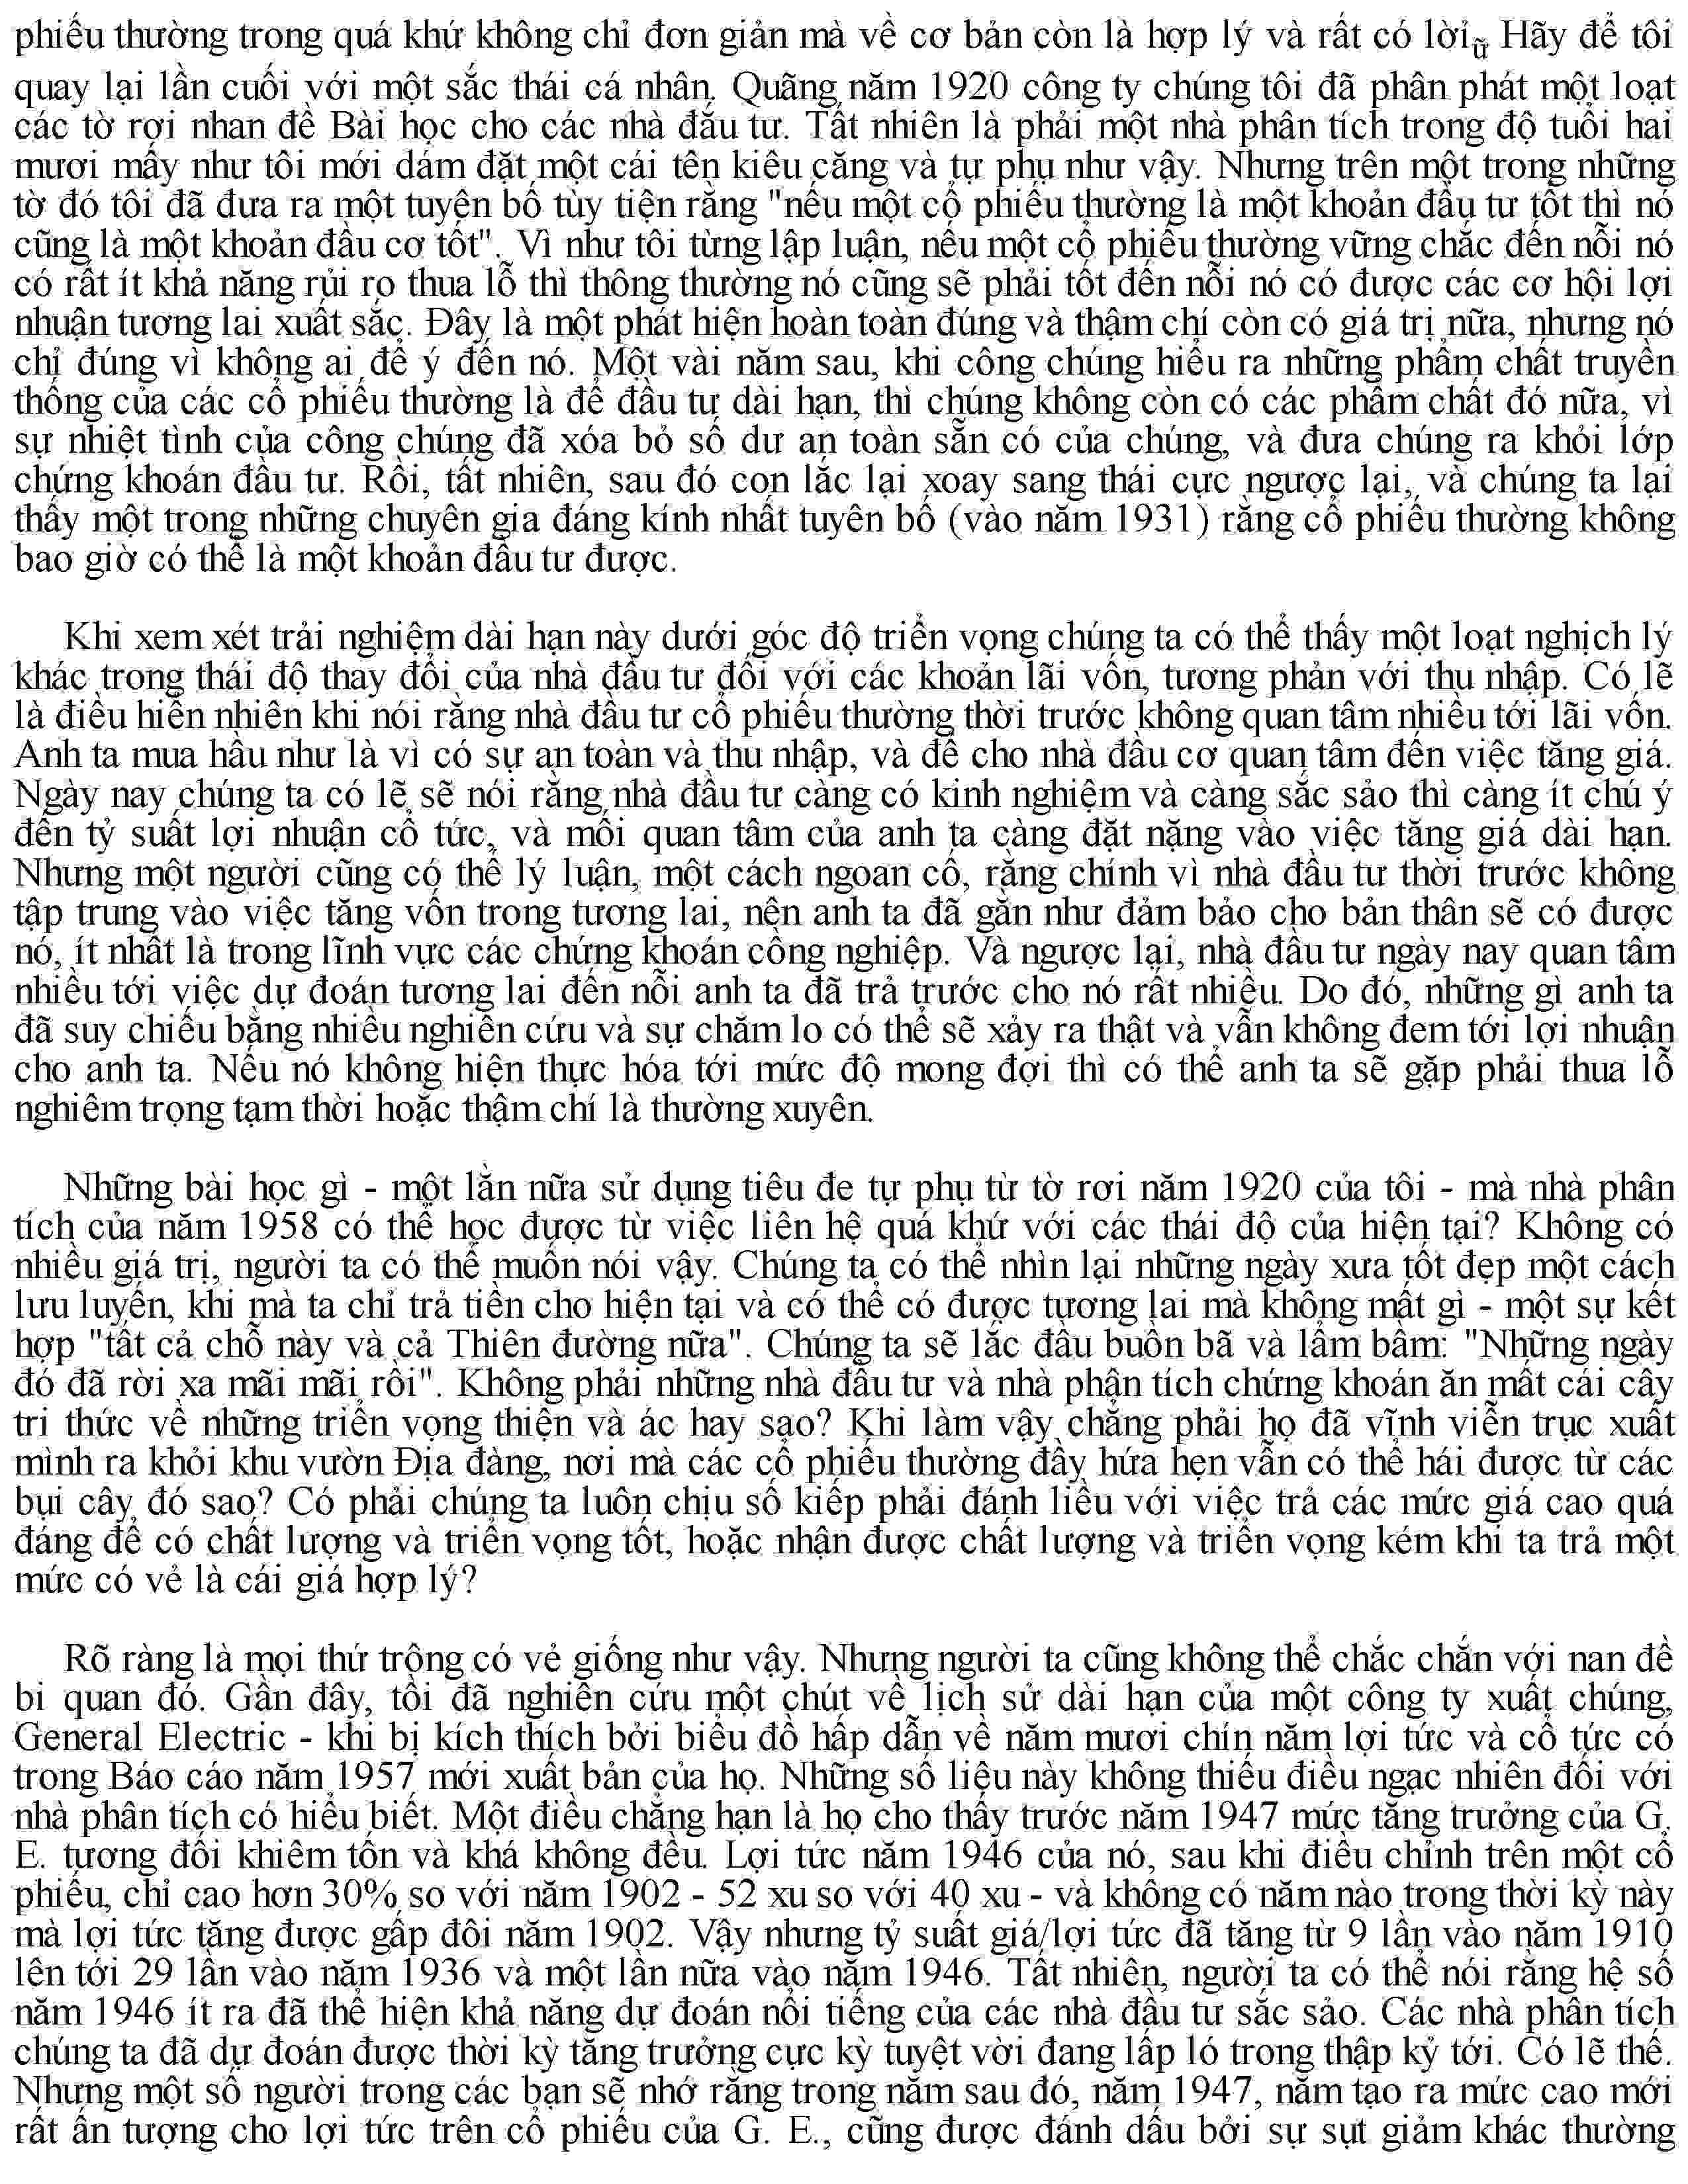 phiếu thường trong quá khứ không chỉ đơn giản mà về cơ bản còn là hợp lý và rất có lờiữ Hãy để tôi
quay lại lần cuối với một sắc thái cá nhân. Quãng năm 1920 công ty chúng tôi đã phân phát một loạt
các tờ rơi nhan đề Bài học cho các nhà đầu tư. Tất nhiên là phải một nhà phân tích trong độ tuổi hai
mươi mấy như tôi mới dám đặt một cái tên kiêu căng và tự phụ như vậy. Nhưng trên một trong những
tờ đó tôi đã đưa ra một tuyên bố tùy tiện rằng "nếu một cổ phiếu thường là một khoản đầu tư tốt thì nó
cũng là một khoản đầu cơ tốt". Vì như tôi từng lập luận, nếu một cổ phiếu thường vững chắc đến nỗi nó
có rất ít khả năng rủi ro thua lỗ thì thông thường nó cũng sẽ phải tốt đến nỗi nó có được các cơ hội lợi
nhuận tương lai xuất sắc. Đây là một phát hiện hoàn toàn đúng và thậm chí còn có giá trị nữa, nhưng nó
chỉ đúng vì không ai để ý đến nó. Một vài năm sau, khi công chúng hiểu ra những phẩm chất truyền
thống của các cổ phiếu thường là để đầu tư dài hạn, thì chúng không còn có các phẩm chất đó nữa, vì
sự nhiệt tình của công chúng đã xóa bỏ số dư an toàn sẵn có của chúng, và đưa chúng ra khỏi lớp
chứng khoán đầu tư. Rồi, tất nhiên, sau đó con lắc lại xoay sang thái cực ngược lại, và chúng ta lại
thấy một trong những chuyên gia đáng kính nhất tuyên bố (vào năm 1931) rằng cổ phiếu thường không
bao giờ có thể là một khoản đầu tư được.
Khi xem xét trải nghiệm dài hạn này dưới góc độ triển vọng chúng ta có thể thấy một loạt nghịch lý
khác trong thái độ thay đổi của nhà đầu tư đối với các khoản lãi vốn, tương phản với thu nhập. Có lẽ
là điều hiển nhiên khi nói rằng nhà đầu tư cổ phiếu thường thời trước không quan tâm nhiều tới lãi vốn.
Anh ta mua hầu như là vì có sự an toàn và thu nhập, và để cho nhà đầu cơ quan tâm đến việc tăng giá.
Ngày nay chúng ta có lẽ sẽ nói rằng nhà đầu tư càng có kinh nghiệm và càng sắc sảo thì càng ít chú ý
đến tỷ suất lợi nhuận cổ tức, và mối quan tâm của anh ta càng đặt nặng vào việc tăng giá dài hạn.
Nhưng một người cũng có thể lý luận, một cách ngoan cố, rằng chính vì nhà đầu tư thời trước không
tập trung vào việc tăng vốn trong tương lai, nên anh ta đã gần như đảm bảo cho bản thân sẽ có được
nó, ít nhất là trong lĩnh vực các chứng khoán công nghiệp. Và ngược lại, nhà đầu tư ngày nay quan tâm
nhiều tới việc dự đoán tương lai đến nỗi anh ta đã trả trước cho nó rất nhiều. Do đó, những gì anh ta
đã suy chiếu bằng nhiều nghiên cứu và sự chăm lo có thể sẽ xảy ra thật và vẫn không đem tới lợi nhuận
cho anh ta. Nếu nó không hiện thực hóa tới mức độ mong đợi thì có thể anh ta sẽ gặp phải thua lỗ
nghiêm trọng tạm thời hoặc thậm chí là thường xuyên.
Những bài học gì - một lần nữa sử dụng tiêu đe tự phụ từ tờ rơi năm 1920 của tôi - mà nhà phân
tích của năm 1958 có thể học được từ việc liên hệ quá khứ với các thái độ của hiện tại? Không có
nhiều giá trị, người ta có thể muốn nói vậy. Chúng ta có thể nhìn lại những ngày xưa tốt đẹp một cách
lưu luyến, khi mà ta chỉ trả tiền cho hiện tại và có thể có được tương lai mà không mất gì - một sự kết
hợp "tất cả chỗ này và cả Thiên đường nữa". Chúng ta sẽ lắc đầu buồn bã và lẩm bẩm: "Những ngày
đó đã rời xa mãi mãi rồi". Không phải những nhà đầu tư và nhà phân tích chứng khoán ăn mất cái cây
tri thức về những triển vọng thiện và ác hay sao? Khi làm vậy chẳng phải họ đã vĩnh viễn trục xuất
mình ra khỏi khu vườn Địa đàng, nơi mà các cổ phiếu thường đầy hứa hẹn vẫn có thể hái được từ các
bụi cây đó sao? Có phải chúng ta luôn chịu số kiếp phải đánh liều với việc trả các mức giá cao quá
đáng để có chất lượng và triển vọng tốt, hoặc nhận được chất lượng và triển vọng kém khi ta trả một
mức có vẻ là cái giá hợp lý?
Rõ ràng là mọi thứ trông có vẻ giống như vậy. Nhưng người ta cũng không thể chắc chắn với nan đề
bi quan đó. Gần đây, tôi đã nghiên cứu một chút về lịch sử dài hạn của một công ty xuất chúng,
General Electric - khi bị kích thích bởi biểu đồ hấp dẫn về năm mươi chín năm lợi tức và cổ tức có
trong Báo cáo năm 1957 mới xuất bản của họ. Những số liệu này không thiếu điều ngạc nhiên đối với
nhà phân tích có hiểu biết. Một điều chẳng hạn là họ cho thấy trước năm 1947 mức tăng trưởng của G.
E. tương đối khiêm tốn và khá không đều. Lợi tức năm 1946 của nó, sau khi điều chỉnh trên một cổ
phiếu, chỉ cao hơn 30% so với năm 1902 - 52 xu so với 40 xu - và không có năm nào trong thời kỳ này
mà lợi tức tăng được gấp đôi năm 1902. Vậy nhưng tỷ suất giá/lợi tức đã tăng từ 9 lần vào năm 1910
lên tới 29 lần vào năm 1936 và một lần nữa vào năm 1946. Tất nhiên, người ta có thể nói rằng hệ số
năm 1946 ít ra đã thể hiện khả năng dự đoán nổi tiếng của các nhà đầu tư sắc sảo. Các nhà phân tích
chúng ta đã dự đoán được thời kỳ tăng trưởng cực kỳ tuyệt vời đang lấp ló trong thập kỷ tới. Có lẽ thế.
Nhưng một số người trong các bạn sẽ nhớ rằng trong năm sau đó, năm 1947, năm tạo ra mức cao mới
rất ấn tượng cho lợi tức trên cổ phiếu của G. E., cũng được đánh dấu bởi sự sụt giảm khác thường